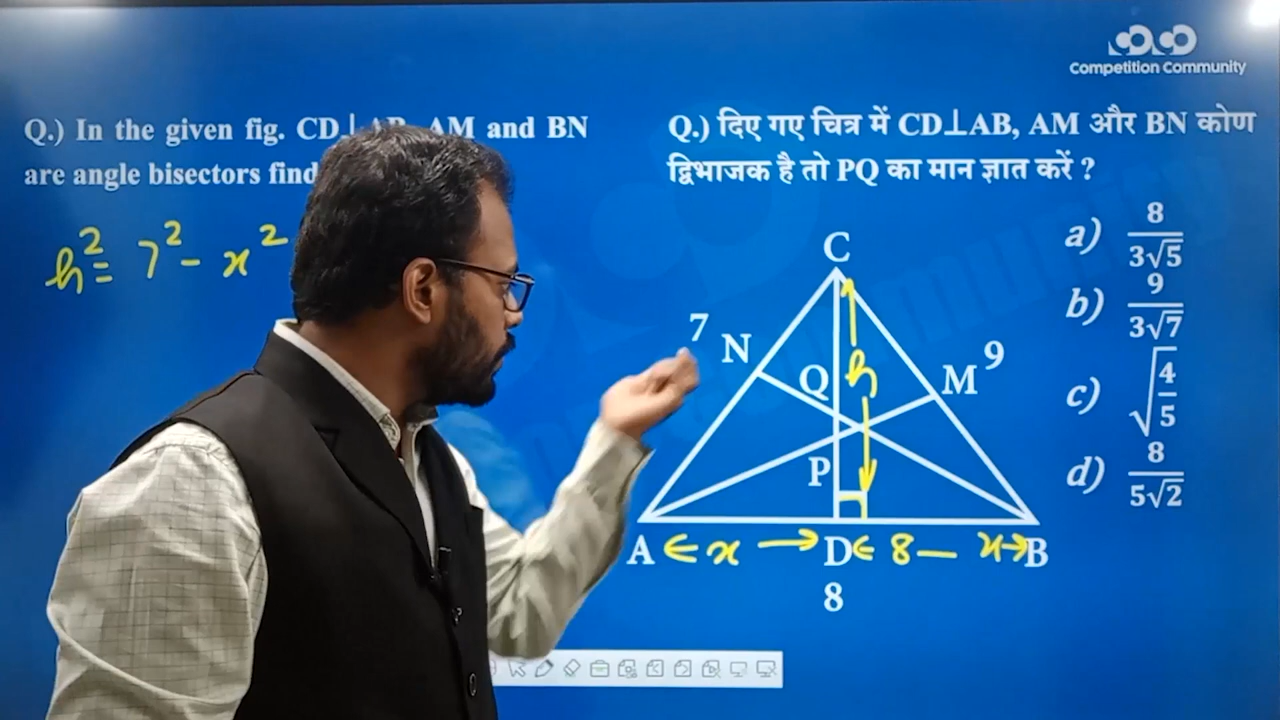 Competition Community
Q.) In the given fig. CD⊥AB, AM and BN
are angle bisectors find
h² = 7² - x²
Q.) दिए गए चित्र में CD⊥AB, AM और BN कोण
द्विभाजक है तो PQ का मान ज्ञात करें ?
a) 8/3√5
b) 9/3√7
c) √4/5
d) 8/5√2
C
7
N
9
M
Q
h
P
A
x
D
8 - x
B
8